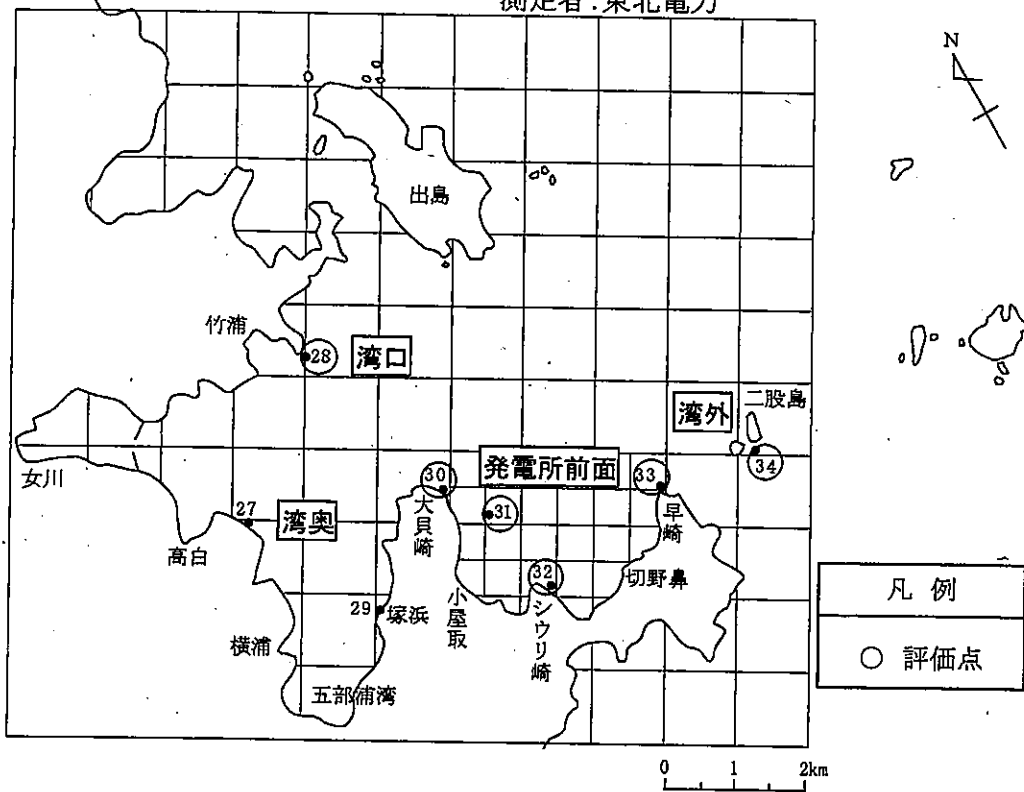 測定者:東北電力
N
出島
竹浦
28
湾口
湾外
二股島
女川
30
発電所前面
33
34
27
湾奥
31
大貝崎
早崎
高白
32
切野鼻
凡例
29
塚浜
小屋取
シウリ崎
○ 評価点
横浦
五部浦湾
0 1 2km